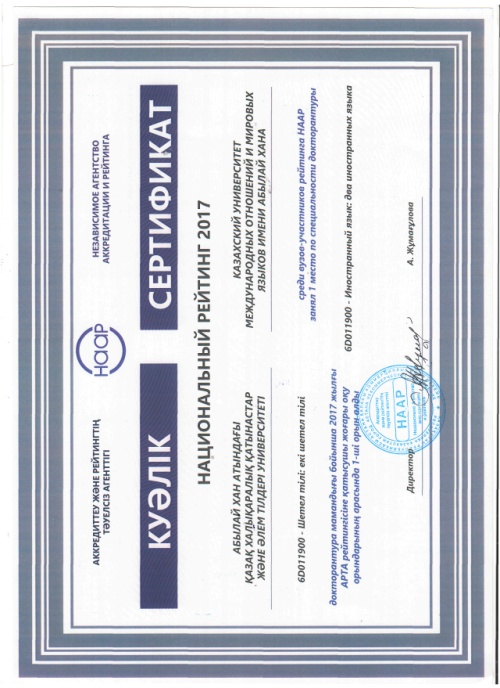 АККРЕДИТТЕУ ЖӘНЕ РЕЙТИНГТІҢ
ТӘУЕЛСІЗ АГЕНТТІГІ
НААР
НЕЗАВИСИМОЕ АГЕНТСТВО
АККРЕДИТАЦИИ И РЕЙТИНГА
КУӘЛІК
СЕРТИФИКАТ
НАЦИОНАЛЬНЫЙ РЕЙТИНГ 2017
АБЫЛАЙ ХАН АТЫНДАҒЫ
ҚАЗАҚ ХАЛЫҚАРАЛЫҚ ҚАТЫНАСТАР
ЖӘНЕ ӘЛЕМ ТІЛДЕРІ УНИВЕРСИТЕТІ
6D011900 - Шетел тілі: екі шетел тілі
докторантура мамандығы бойынша 2017 жылғы
АРТА рейтингісіне қатысушы жоғары оқу
орындарының арасында 1-ші орын алды
КАЗАХСКИЙ УНИВЕРСИТЕТ
МЕЖДУНАРОДНЫХ ОТНОШЕНИЙ И МИРОВЫХ
ЯЗЫКОВ ИМЕНИ АБЫЛАЙ ХАНА
среди вузов-участников рейтинга НААР
занял 1 место по специальности докторантуры
6D011900 - Иностранный язык: два иностранных языка
Директор
НААР
А. Жумагулова